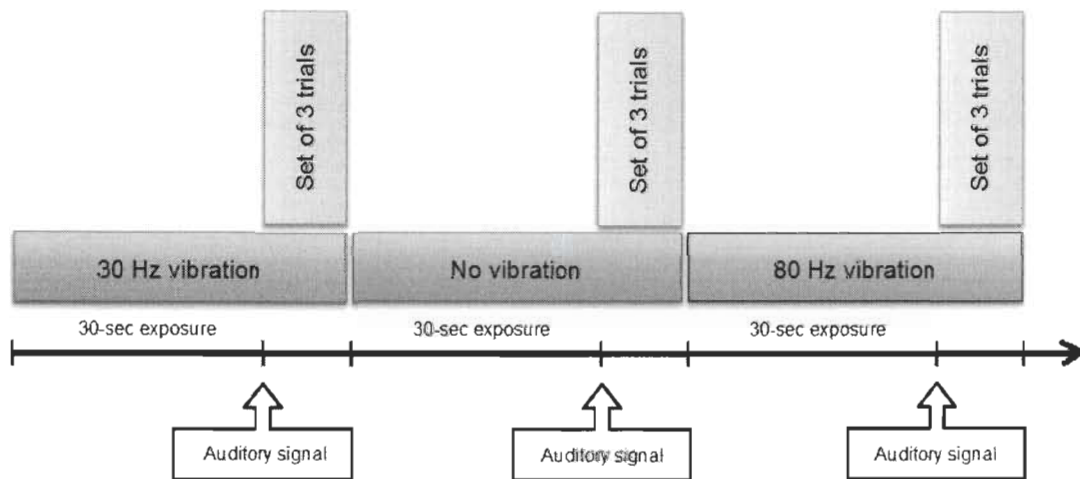 Set of 3 trials
Set of 3 trials
Set of 3 trials
30 Hz vibration
No vibration
80 Hz vibration
30-sec exposure
30-sec exposure
30-sec exposure
Auditory signal
Auditory signal
Auditory signal